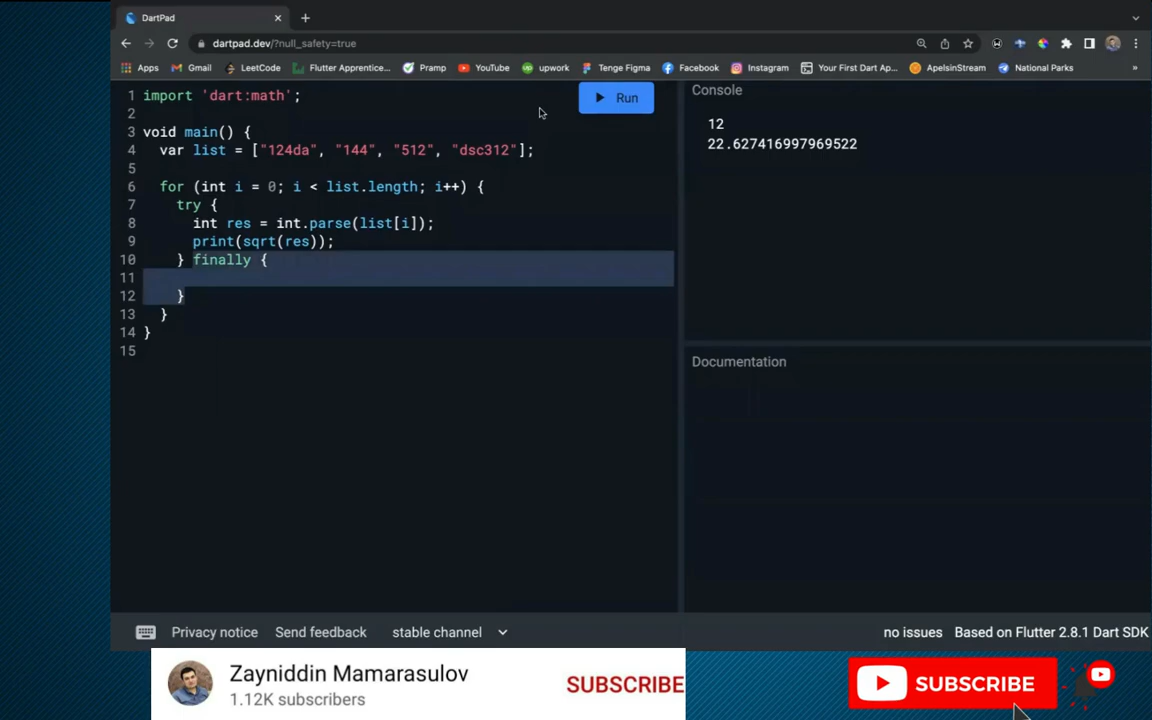 DartPad
dartpad.dev/?null_safety=true
Apps Gmail LeetCode Flutter Apprentice... Pramp YouTube upwork Tenge Figma Facebook Instagram Your First Dart Ap... ApelsinStream National Parks »
1 import 'dart:math';
2
3 void main() {
4 var list = ["124da", "144", "512", "dsc312"];
5
6 for (int i = 0; i < list.length; i++) {
7 try {
8 int res = int.parse(list[i]);
9 print(sqrt(res));
10 } finally {
11
12 }
13 }
14 }
15
Run
Console
12
22.627416997969522
Documentation
Privacy notice Send feedback stable channel
no issues Based on Flutter 2.8.1 Dart SDK
Zayniddin Mamarasulov
1.12K subscribers
SUBSCRIBE
SUBSCRIBE